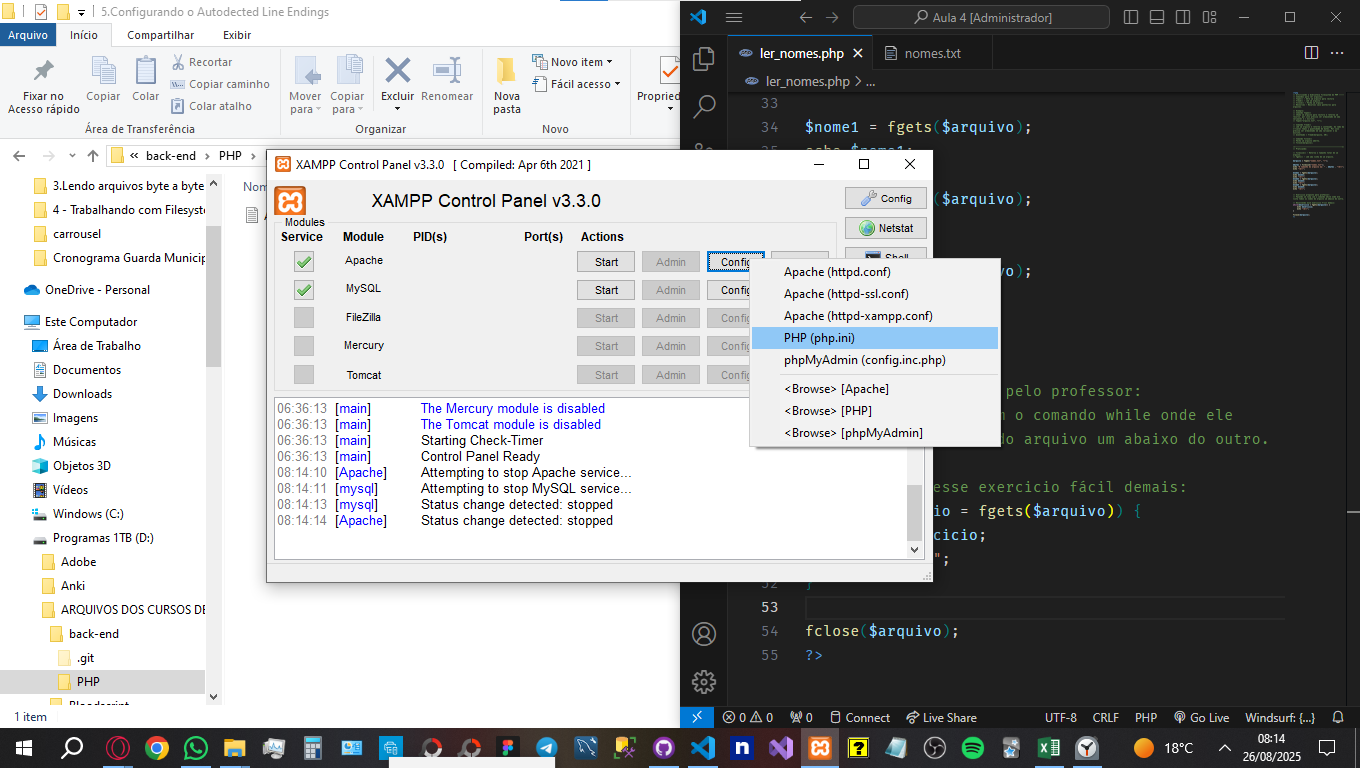 5.Configurando o Autodected Line Endings
Arquivo Início Compartilhar Exibir
Fixar no Acesso rápido
Copiar
Colar
Recortar
Copiar caminho
Colar atalho
Área de Transferência
Mover para
Copiar para
Excluir
Renomear
Organizar
Nova pasta
Novo item
Fácil acesso
Novo
« back-end > PHP >
3.Lendo arquivos byte a byte
4 - Trabalhando com Filesyst
carrousel
Cronograma Guarda Municip
OneDrive - Personal
Este Computador
Área de Trabalho
Documentos
Downloads
Imagens
Músicas
Objetos 3D
Vídeos
Windows (C:)
Programas 1TB (D:)
Adobe
Anki
ARQUIVOS DOS CURSOS DE
back-end
.git
PHP
1 item
XAMPP Control Panel v3.3.0 [ Compiled: Apr 6th 2021 ]
XAMPP Control Panel v3.3.0
Config
Netstat
Shell
Modules
Service Module PID(s) Port(s) Actions
Apache Start Admin Config
MySQL Start Admin Config
FileZilla Start Admin Config
Mercury Start Admin Config
Tomcat Start Admin Config
06:36:13 [main] The Mercury module is disabled
06:36:13 [main] The Tomcat module is disabled
06:36:13 [main] Starting Check-Timer
06:36:13 [main] Control Panel Ready
08:14:10 [Apache] Attempting to stop Apache service...
08:14:11 [mysql] Attempting to stop MySQL service...
08:14:13 [mysql] Status change detected: stopped
08:14:14 [Apache] Status change detected: stopped
Apache (httpd.conf)
Apache (httpd-ssl.conf)
Apache (httpd-xampp.conf)
PHP (php.ini)
phpMyAdmin (config.inc.php)
<Browse> [Apache]
<Browse> [PHP]
<Browse> [phpMyAdmin]
Aula 4 [Administrador]
ler_nomes.php nomes.txt
ler_nomes.php > ...
33
34 $nome1 = fgets($arquivo);
($arquivo);
pelo professor:
o comando while onde ele
do arquivo um abaixo do outro.
esse exercicio fácil demais:
io = fgets($arquivo)) {
cicio;
";
52 }
53
54 fclose($arquivo);
55 ?>
0 0 0 Connect Live Share UTF-8 CRLF PHP Go Live Windsurf: {...}
18°C
08:14
26/08/2025